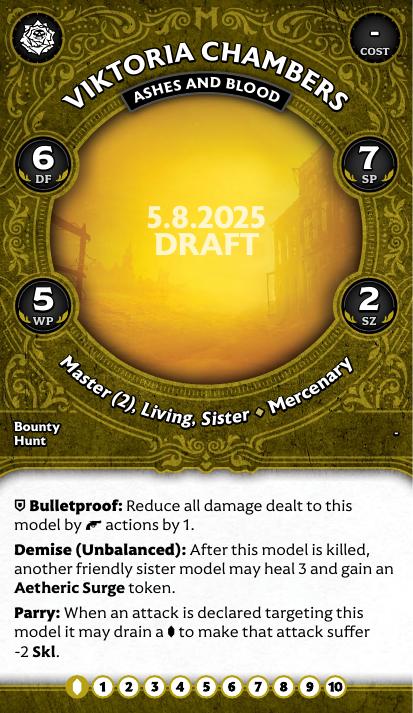 -
COST
VIKTORIA CHAMBERS
ASHES AND BLOOD
6
DF
7
SP
5.8.2025
DRAFT
5
WP
2
SZ
Master (2), Living, Sister ♦ Mercenary
Bounty
Hunt
-
Bulletproof: Reduce all damage dealt to this
model by actions by 1.
Demise (Unbalanced): After this model is killed,
another friendly sister model may heal 3 and gain an
Aetheric Surge token.
Parry: When an attack is declared targeting this
model it may drain a to make that attack suffer
-2 Skl.
1 2 3 4 5 6 7 8 9 10